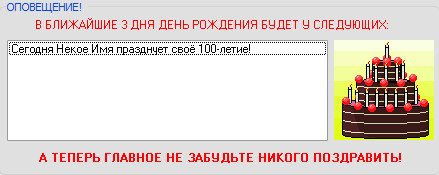 ОПОВЕЩЕНИЕ!
В БЛИЖАЙШИЕ 3 ДНЯ ДЕНЬ РОЖДЕНИЯ БУДЕТ У СЛЕДУЮЩИХ:
Сегодня Некое Имя празднует своё 100-летие!
А ТЕПЕРЬ ГЛАВНОЕ НЕ ЗАБУДЬТЕ НИКОГО ПОЗДРАВИТЬ!